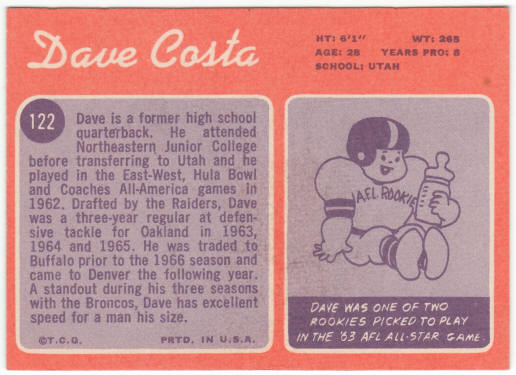 Dave Costa
HT: 6'1" WT: 265
AGE: 28 YEARS PRO: 8
SCHOOL: UTAH
122
Dave is a former high school
quarterback. He attended
Northeastern Junior College
before transferring to Utah and he
played in the East-West, Hula Bowl
and Coaches All-America games in
1962. Drafted by the Raiders, Dave
was a three-year regular at defen-
sive tackle for Oakland in 1963,
1964 and 1965. He was traded to
Buffalo prior to the 1966 season and
came to Denver the following year.
A standout during his three seasons
with the Broncos, Dave has excellent
speed for a man his size.
©T.C.G. PRTD. IN U.S.A.
A.F.L. ROOKIE
DAVE WAS ONE OF TWO
ROOKIES PICKED TO PLAY
IN THE '63 AFL ALL-STAR GAME.